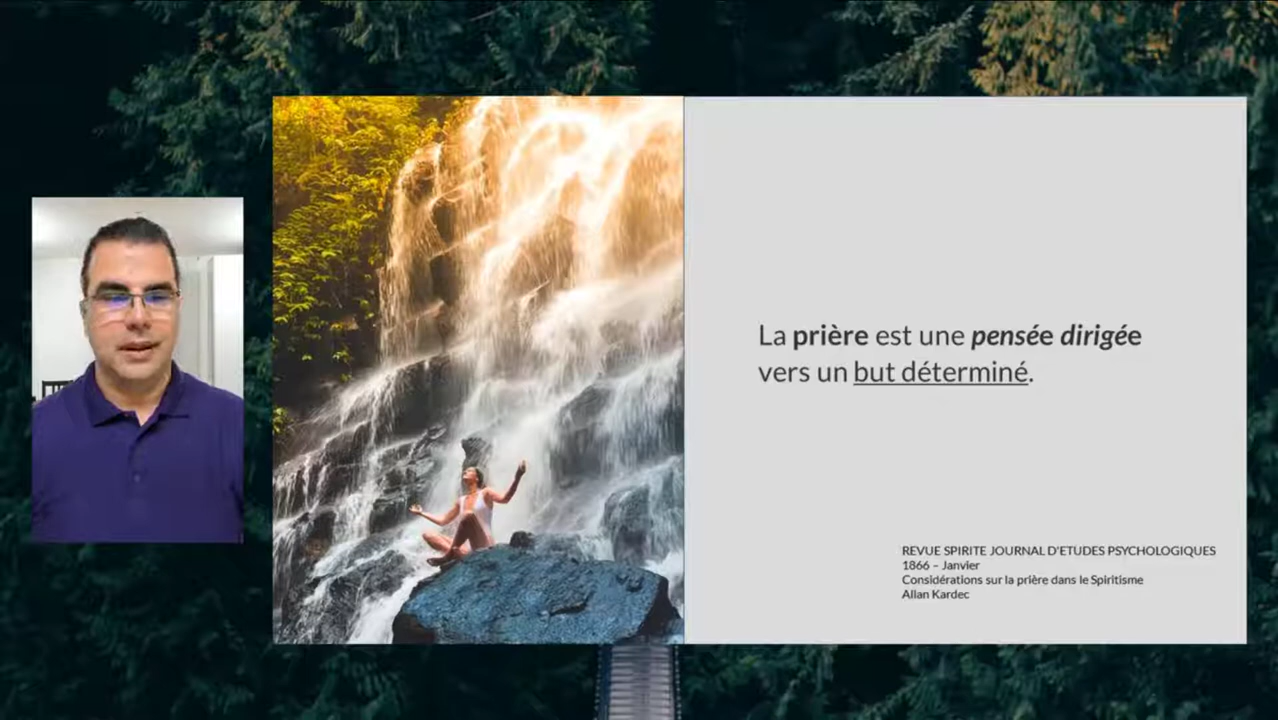 La prière est une pensée dirigée
vers un but déterminé.
REVUE SPIRITE JOURNAL D'ETUDES PSYCHOLOGIQUES
1866 – Janvier
Considérations sur la prière dans le Spiritisme
Allan Kardec